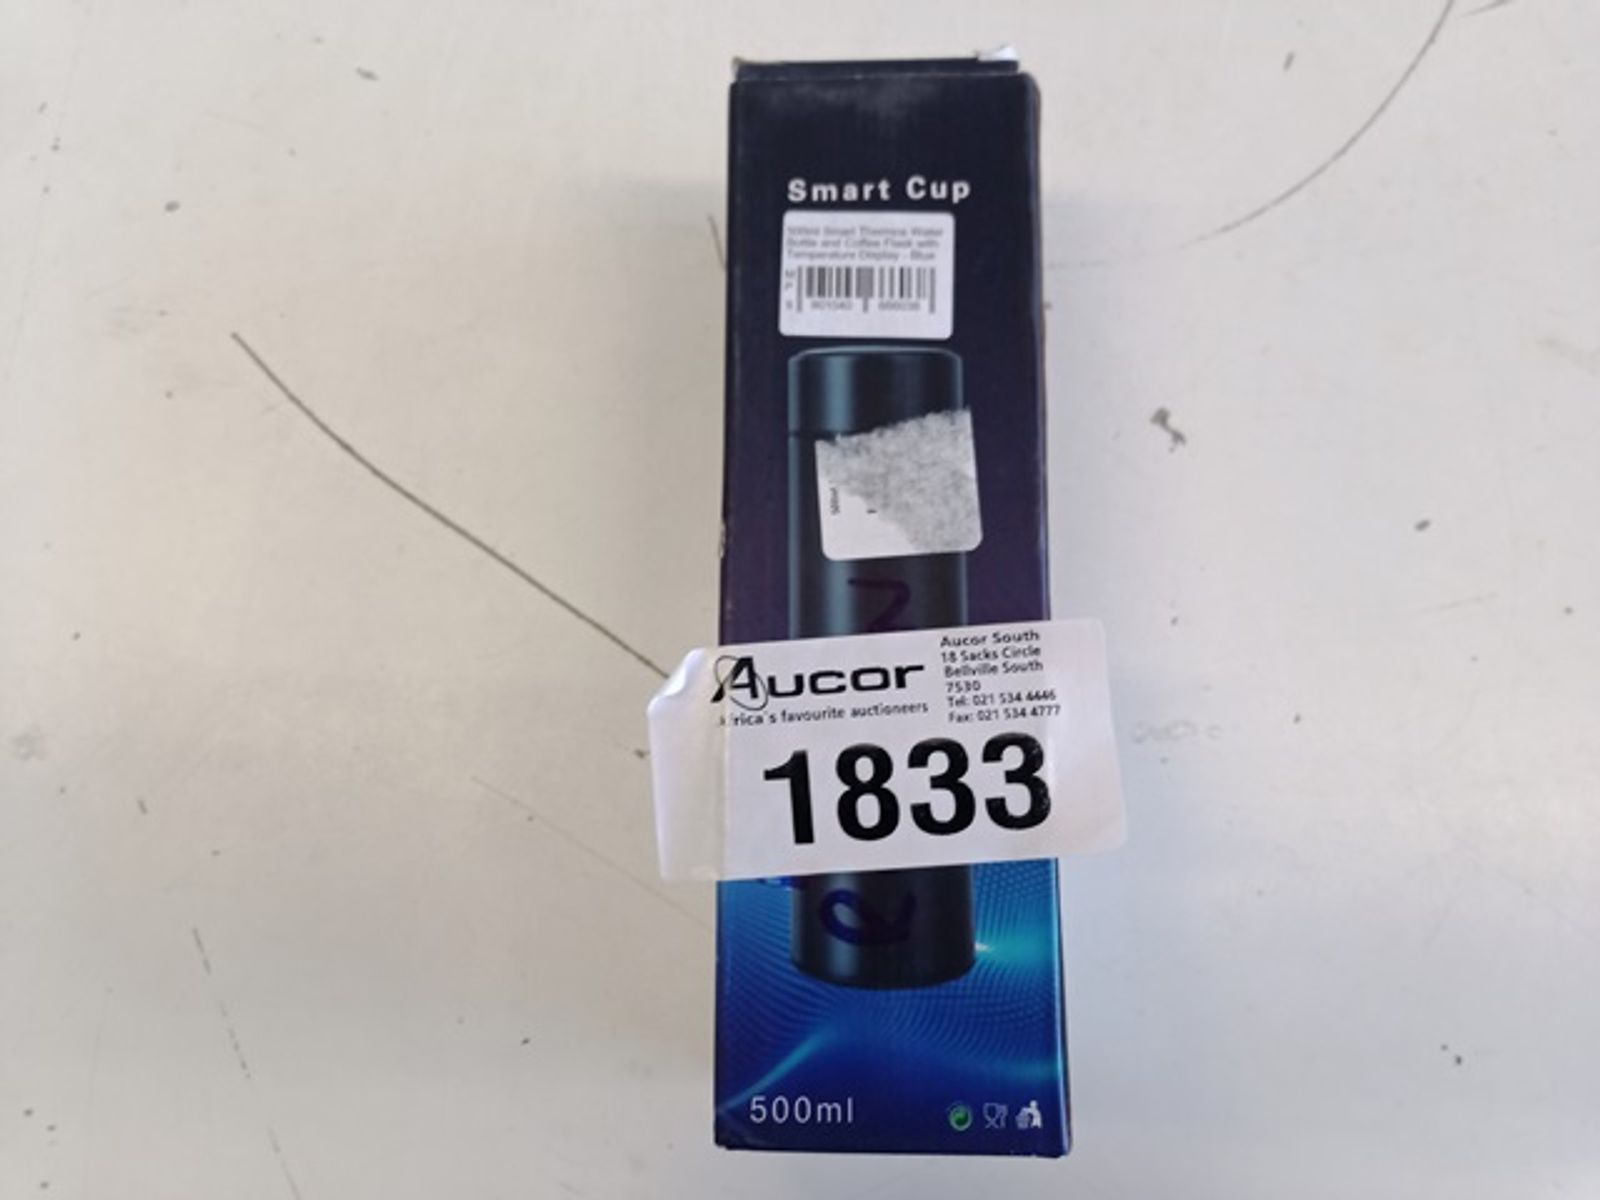 Smart Cup
500ml Smart Thermos Water
Bottle and Coffee Flask with
Temperature Display - Blue
500ml
Aucor
frica's favourite auctioneers
Aucor South
18 Sacks Circle
Bellville South
7530
Tel: 021 534 4446
Fax: 021 534 4777
1833
R
500ml